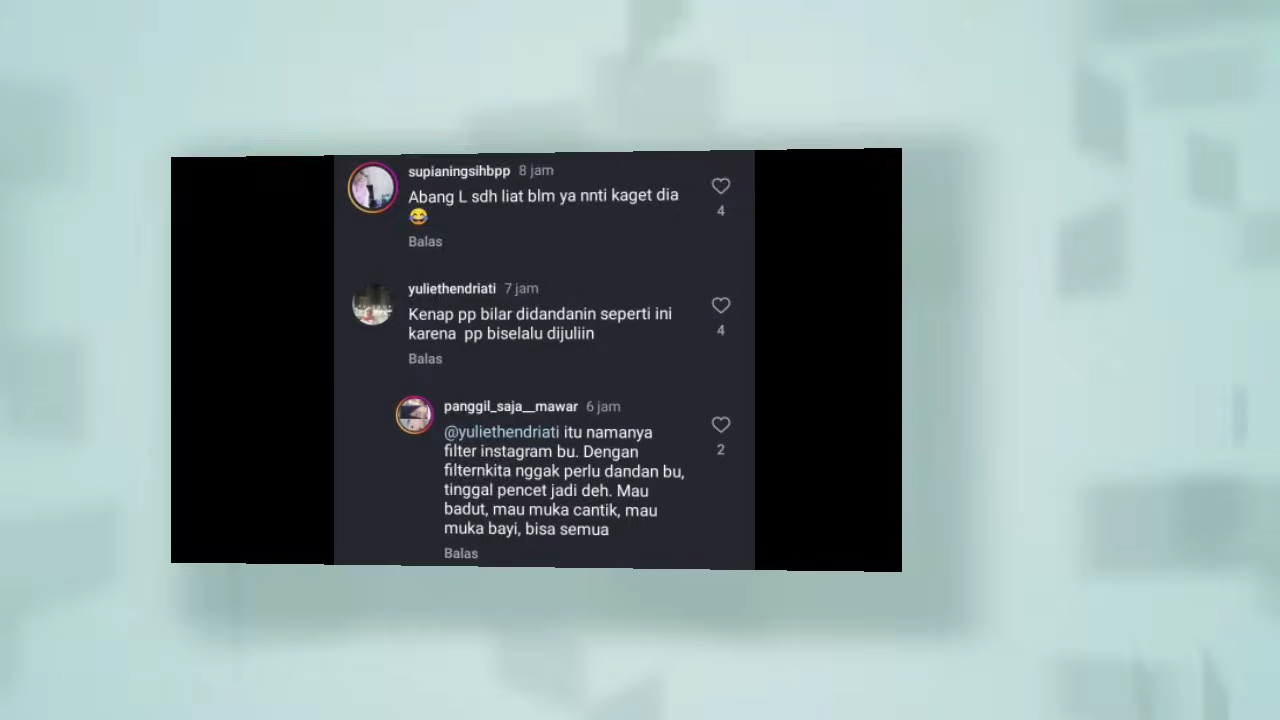 supianingsihbpp 8 jam
Abang L sdh liat blm ya nnti kaget dia
😂
4
Balas
yuliethendriati 7 jam
Kenap pp bilar didandanin seperti ini
karena pp biselalu dijuliin
4
Balas
panggil_saja__mawar 6 jam
@yuliethendriati itu namanya
filter instagram bu. Dengan
filternkita nggak perlu dandan bu,
tinggal pencet jadi deh. Mau
badut, mau muka cantik, mau
muka bayi, bisa semua
2
Balas